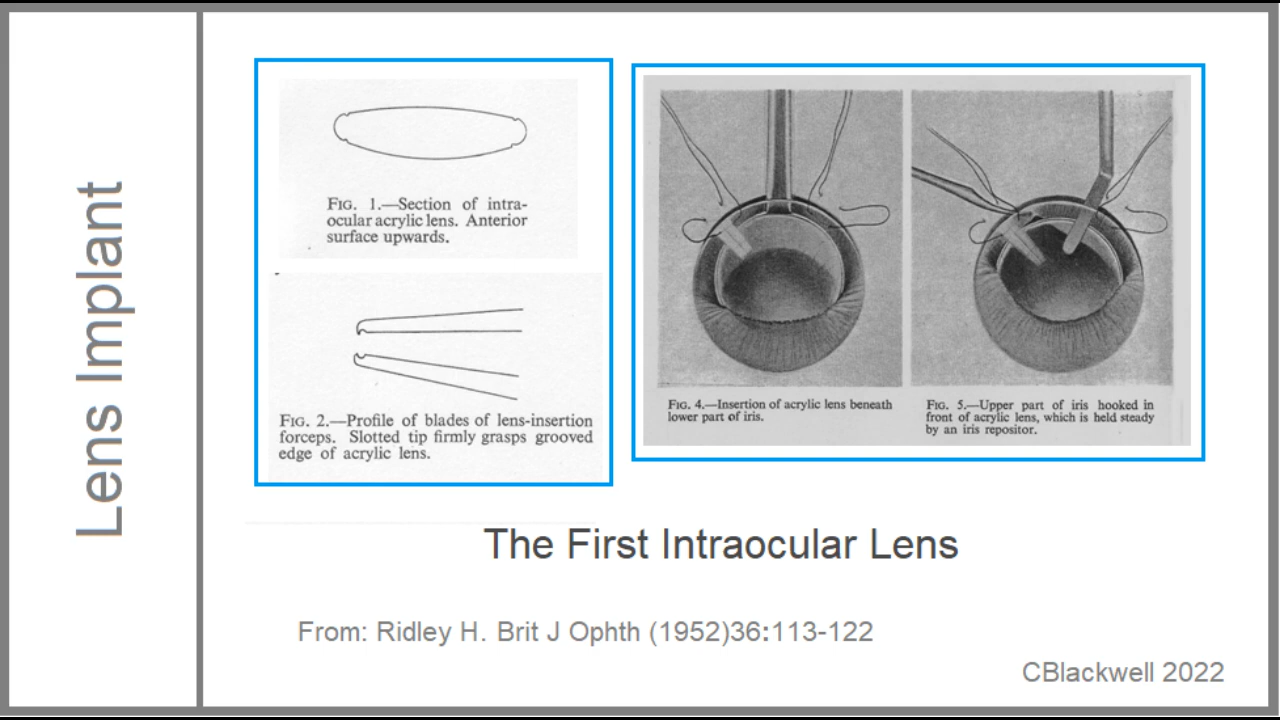 Lens Implant
FIG. 1.—Section of intra-
ocular acrylic lens. Anterior
surface upwards.
FIG. 2.—Profile of blades of lens-insertion
forceps. Slotted tip firmly grasps grooved
edge of acrylic lens.
FIG. 4.—Insertion of acrylic lens beneath
lower part of iris.
FIG. 5.—Upper part of iris hooked in
front of acrylic lens, which is held steady
by an iris repositor.
The First Intraocular Lens
From: Ridley H. Brit J Ophth (1952)36:113-122
CBlackwell 2022